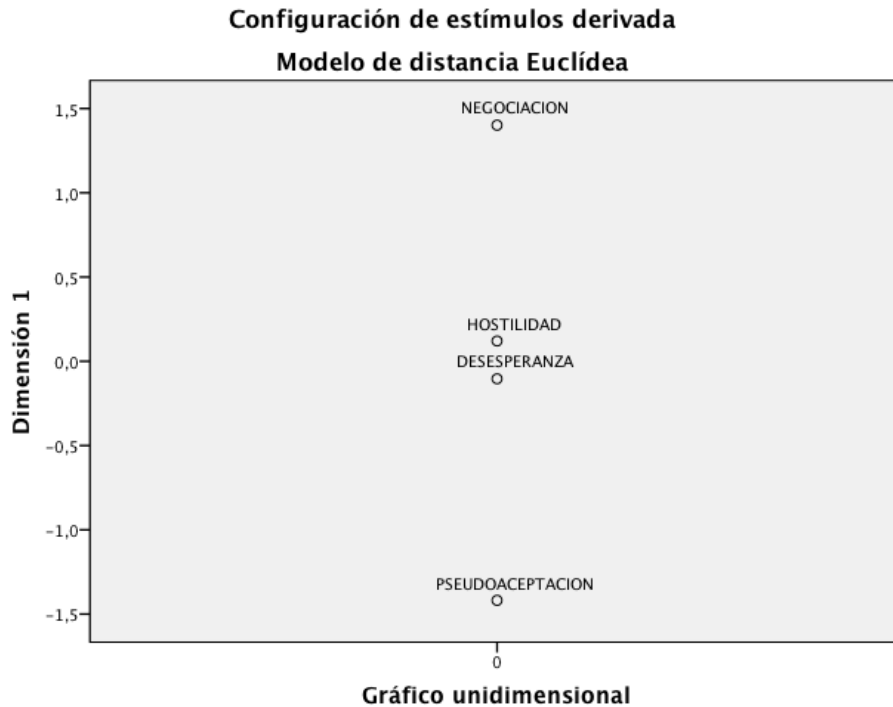 Configuración de estímulos derivada
Modelo de distancia Euclídea
NEGOCIACION
1,5
1,0
0,5
HOSTILIDAD
DESESPERANZA
0,0
Dimensión 1
−0,5
−1,0
PSEUDOACEPTACION
−1,5
0
Gráfico unidimensional